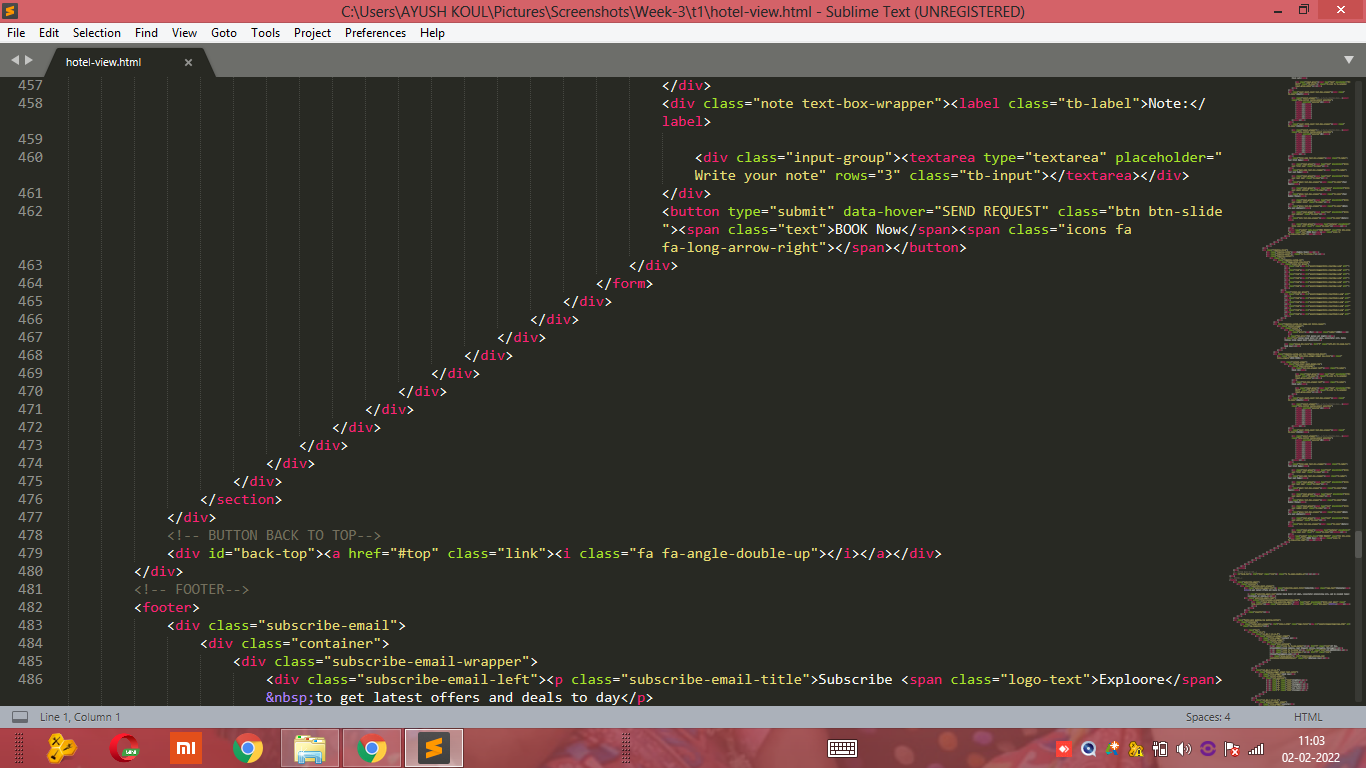 C:\Users\AYUSH KOUL\Pictures\Screenshots\Week-3\t1\hotel-view.html - Sublime Text (UNREGISTERED)
File Edit Selection Find View Goto Tools Project Preferences Help
hotel-view.html
457 </div>
458 <div class="note text-box-wrapper"><label class="tb-label">Note:</
label>
459
460 <div class="input-group"><textarea type="textarea" placeholder="
Write your note" rows="3" class="tb-input"></textarea></div>
461 </div>
462 <button type="submit" data-hover="SEND REQUEST" class="btn btn-slide
"><span class="text">BOOK Now</span><span class="icons fa
fa-long-arrow-right"></span></button>
463 </div>
464 </form>
465 </div>
466 </div>
467 </div>
468 </div>
469 </div>
470 </div>
471 </div>
472 </div>
473 </div>
474 </div>
475 </div>
476 </section>
477 </div>
478 <!-- BUTTON BACK TO TOP-->
479 <div id="back-top"><a href="#top" class="link"><i class="fa fa-angle-double-up"></i></a></div>
480 </div>
481 <!-- FOOTER-->
482 <footer>
483 <div class="subscribe-email">
484 <div class="container">
485 <div class="subscribe-email-wrapper">
486 <div class="subscribe-email-left"><p class="subscribe-email-title">Subscribe <span class="logo-text">Exploore</span>
&nbsp;to get latest offers and deals to day</p>
Line 1, Column 1 Spaces: 4 HTML
mi
11:03
02-02-2022